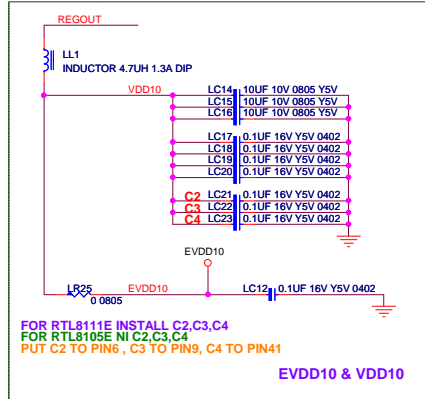 REGOUT
LL1
INDUCTOR 4.7UH 1.3A DIP
VDD10
LC14 10UF 10V 0805 Y5V
LC15 10UF 10V 0805 Y5V
LC16 10UF 10V 0805 Y5V
LC17 0.1UF 16V Y5V 0402
LC18 0.1UF 16V Y5V 0402
LC19 0.1UF 16V Y5V 0402
LC20 0.1UF 16V Y5V 0402
C2 LC21 0.1UF 16V Y5V 0402
C3 LC22 0.1UF 16V Y5V 0402
C4 LC23 0.1UF 16V Y5V 0402
EVDD10
LR25 EVDD10 LC12 0.1UF 16V Y5V 0402
0 0805
FOR RTL8111E INSTALL C2,C3,C4
FOR RTL8105E NI C2,C3,C4
PUT C2 TO PIN6 , C3 TO PIN9, C4 TO PIN41
EVDD10 & VDD10